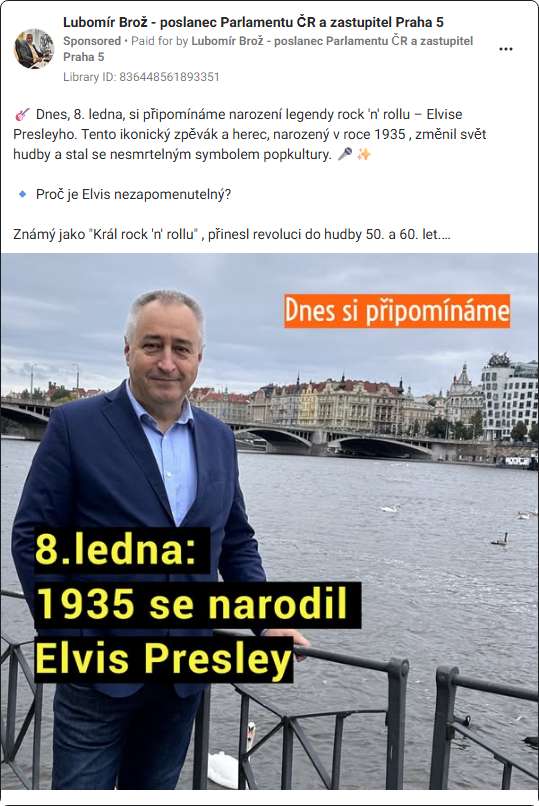 Lubomír Brož - poslanec Parlamentu ČR a zastupitel Praha 5
Sponsored • Paid for by Lubomír Brož - poslanec Parlamentu ČR a zastupitel
Praha 5
Library ID: 836448561893351
🎸 Dnes, 8. ledna, si připomínáme narození legendy rock 'n' rollu – Elvise
Presleyho. Tento ikonický zpěvák a herec, narozený v roce 1935 , změnil svět
hudby a stal se nesmrtelným symbolem popkultury. 🎤 ✨
🔹 Proč je Elvis nezapomenutelný?
Známý jako "Král rock 'n' rollu" , přinesl revoluci do hudby 50. a 60. let.…
Dnes si připomínáme
8.ledna:
1935 se narodil
Elvis Presley